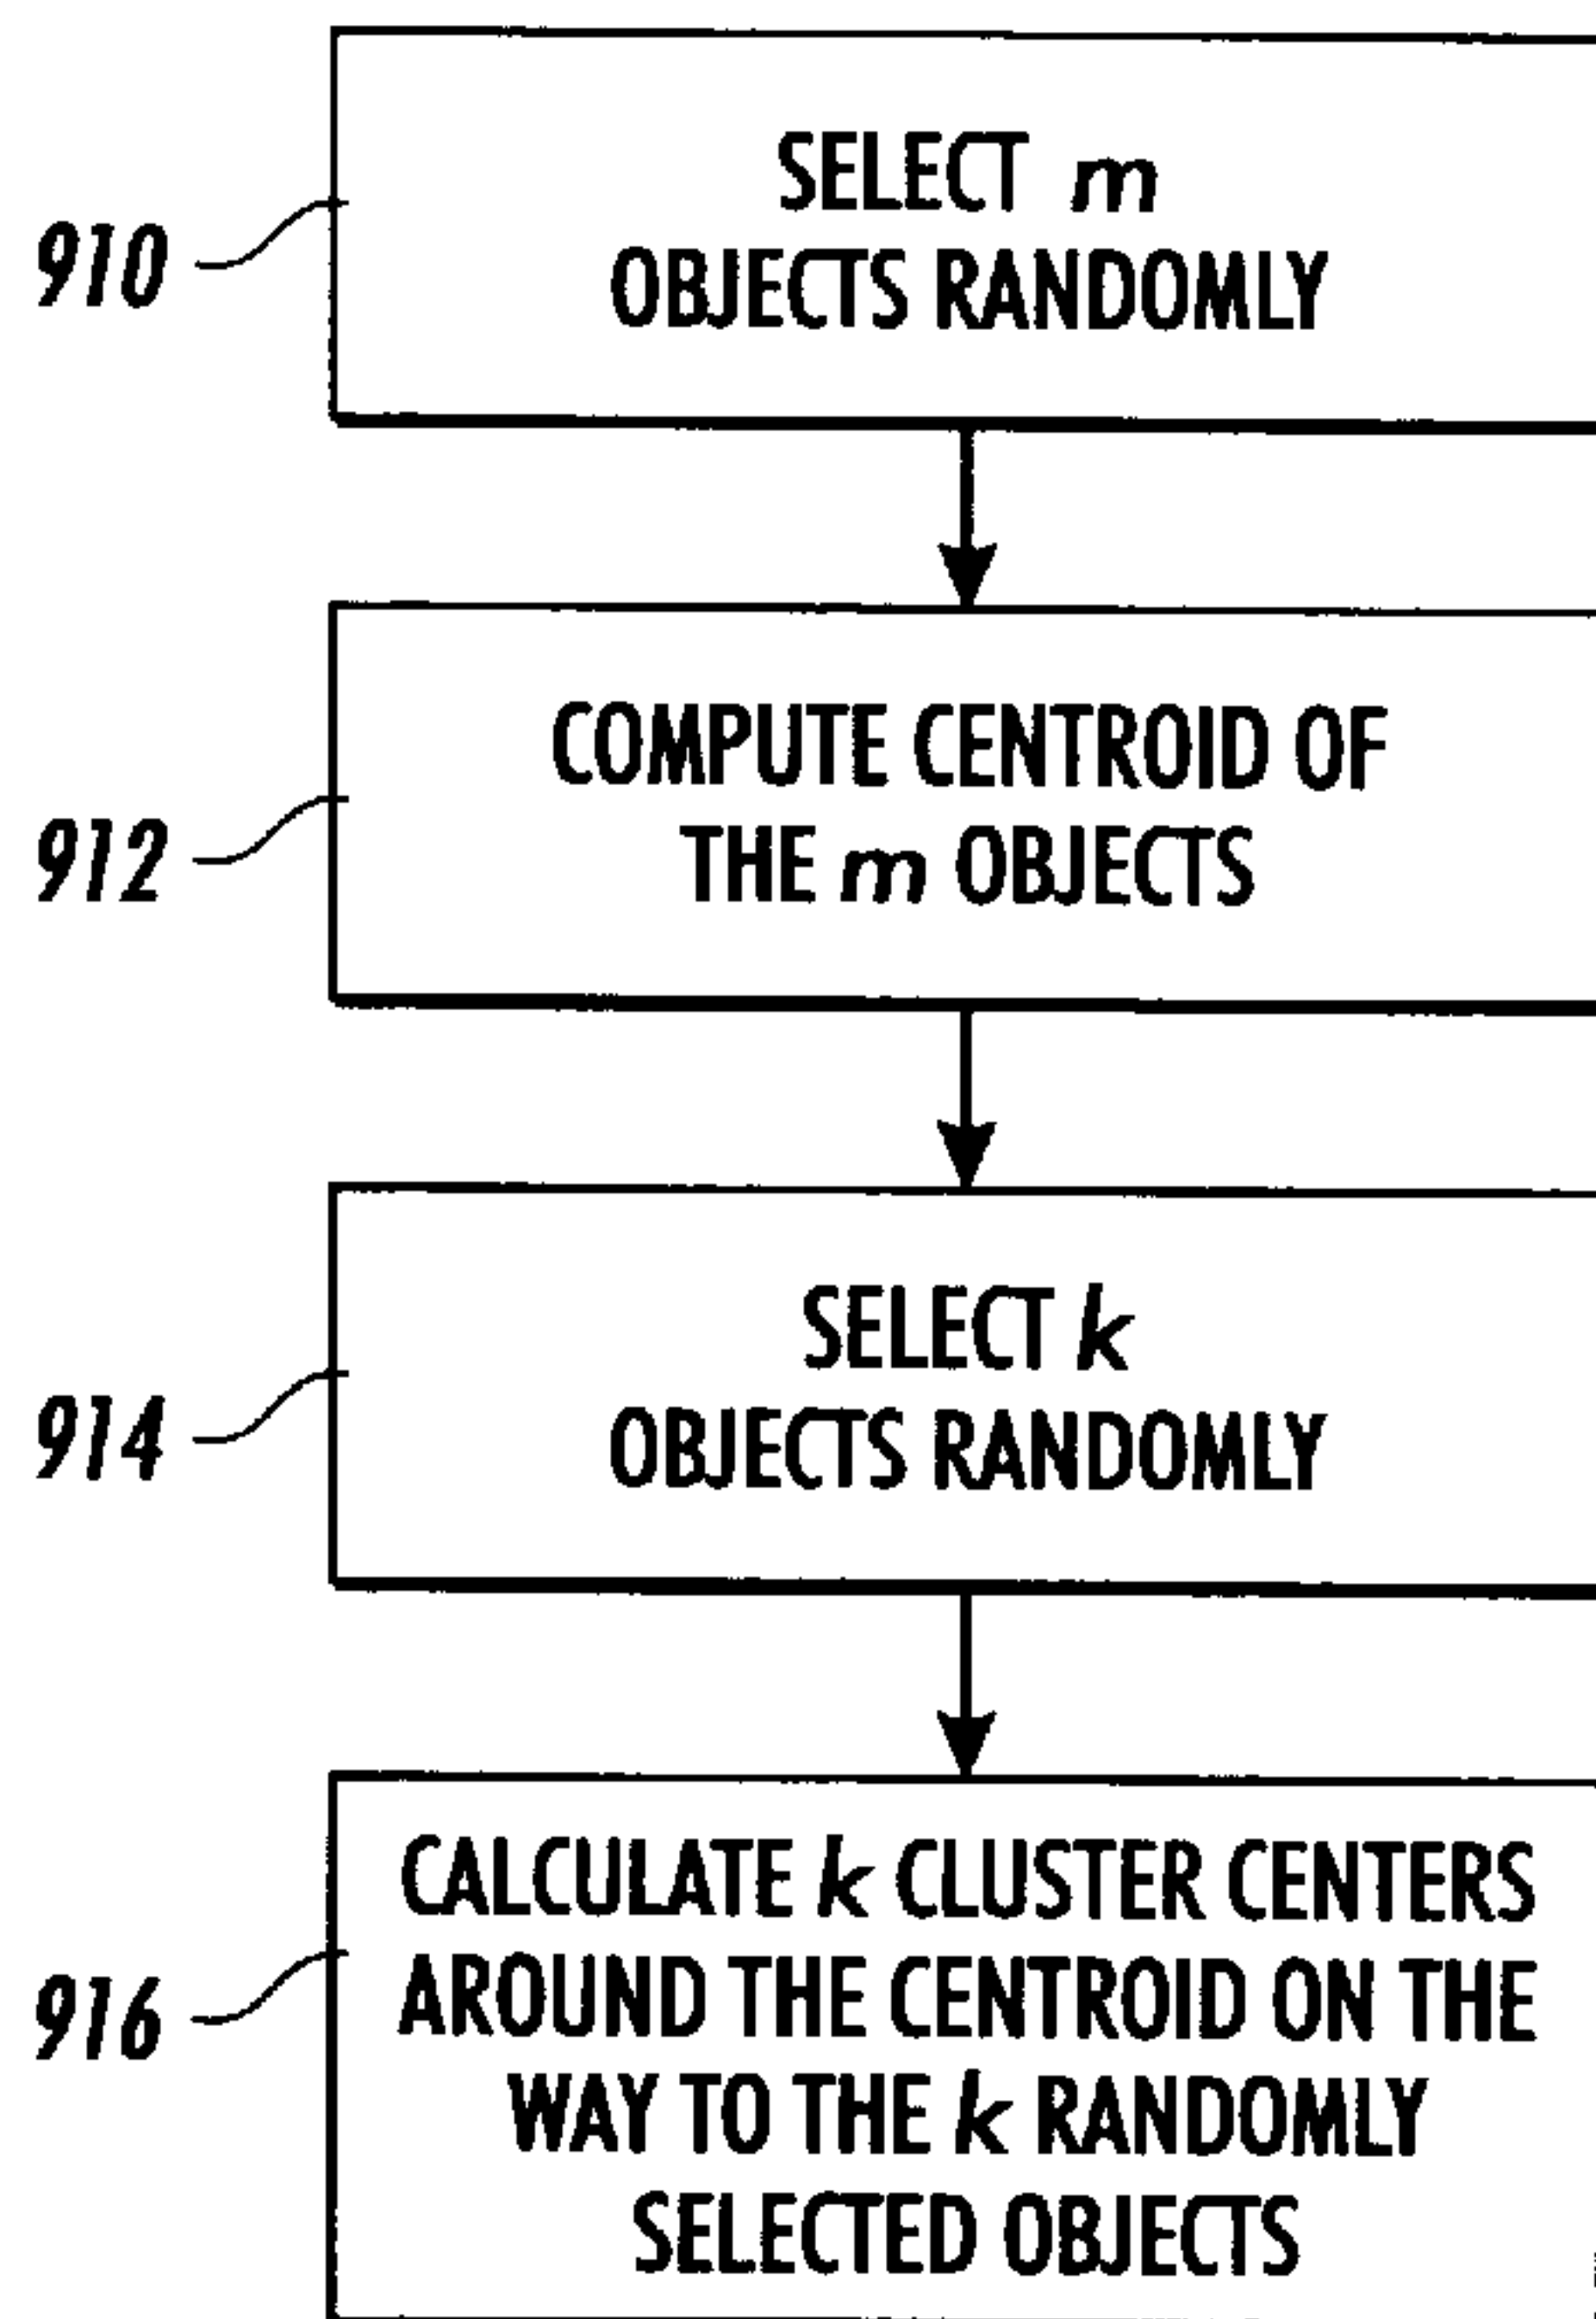 910
SELECT m
OBJECTS RANDOMLY
912
COMPUTE CENTROID OF
THE m OBJECTS
914
SELECT k
OBJECTS RANDOMLY
916
CALCULATE k CLUSTER CENTERS
AROUND THE CENTROID ON THE
WAY TO THE k RANDOMLY
SELECTED OBJECTS